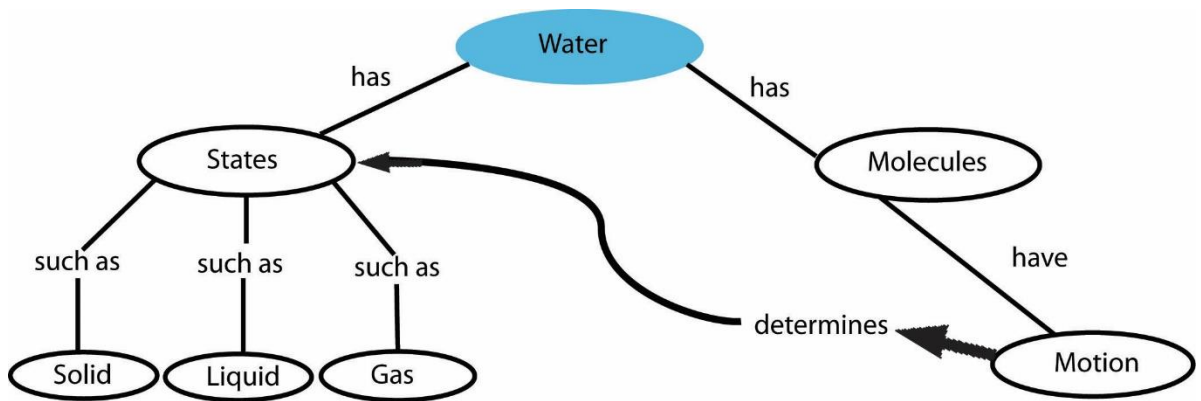 Water
has
has
States
Molecules
such as
such as
such as
have
determines
Solid
Liquid
Gas
Motion